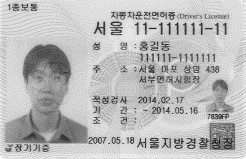 1종보통
자동차운전면허증 (Driver's License)
서울 11-111111-11
성 명 : 홍길동
111111-1111111
주 소 : 서울 마포 상암 438
서부면허시험장
적성검사 2014.02.17
기 간 : ~ 2014.05.16
조 건 :
7839FP
장기기증
2007.05.18 서울지방경찰청장